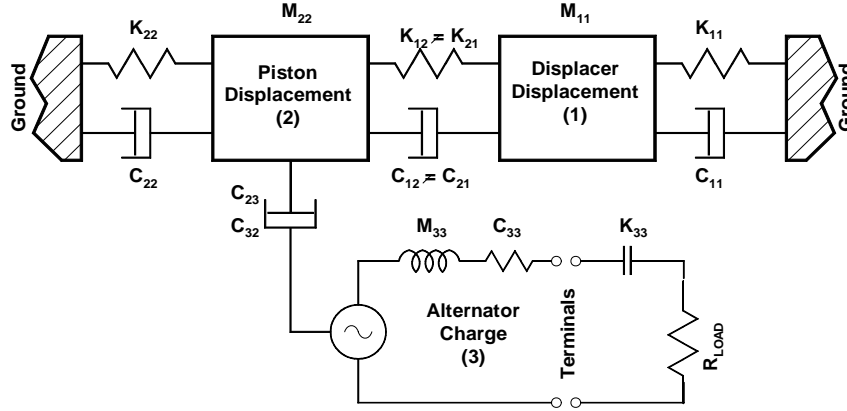 M₂₂
M₁₁
K₂₂
K₁₂ ≠ K₂₁
K₁₁
Ground
Piston
Displacement
(2)
Displacer
Displacement
(1)
Ground
C₂₂
C₁₂ ≠ C₂₁
C₁₁
C₂₃
C₃₂
M₃₃
C₃₃
K₃₃
Alternator
Charge
(3)
Terminals
R_LOAD